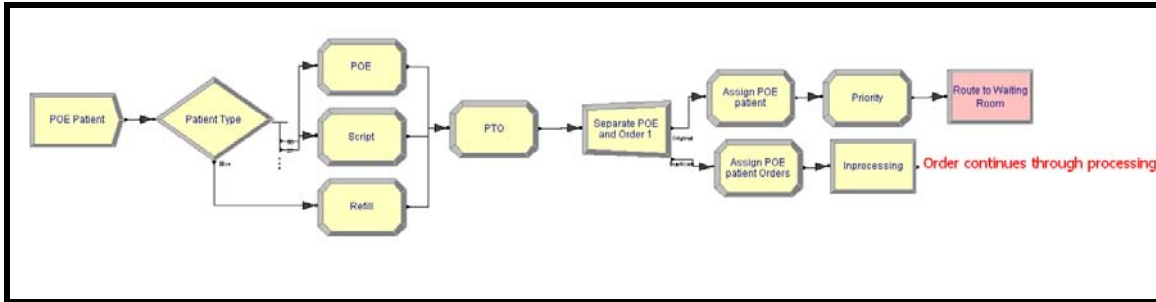 POE Patient
Patient Type
Else
POE
Script
Refill
PTO
Separate POE
and Order 1
Original
Duplicate
Assign POE
patient
Priority
Route to Waiting
Room
Assign POE
patient Orders
Inprocessing
Order continues through processing